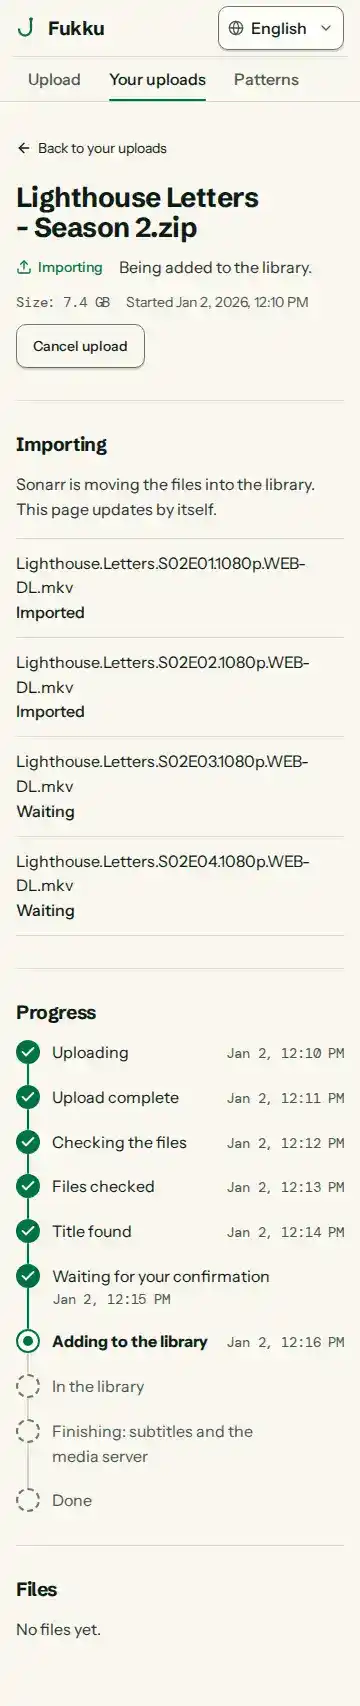 Fukku
English
Upload
Your uploads
Patterns
Back to your uploads
Lighthouse Letters
- Season 2.zip
Importing
Being added to the library.
Size: 7.4 GB
Started Jan 2, 2026, 12:10 PM
Cancel upload
Importing
Sonarr is moving the files into the library.
This page updates by itself.
Lighthouse.Letters.S02E01.1080p.WEB-
DL.mkv
Imported
Lighthouse.Letters.S02E02.1080p.WEB-
DL.mkv
Imported
Lighthouse.Letters.S02E03.1080p.WEB-
DL.mkv
Waiting
Lighthouse.Letters.S02E04.1080p.WEB-
DL.mkv
Waiting
Progress
Uploading Jan 2, 12:10 PM
Upload complete Jan 2, 12:11 PM
Checking the files Jan 2, 12:12 PM
Files checked Jan 2, 12:13 PM
Title found Jan 2, 12:14 PM
Waiting for your confirmation
Jan 2, 12:15 PM
Adding to the library Jan 2, 12:16 PM
In the library
Finishing: subtitles and the
media server
Done
Files
No files yet.